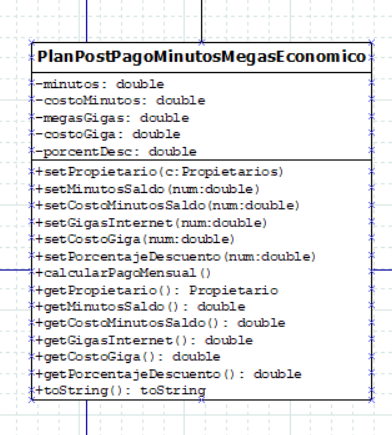 PlanPostPagoMinutosMegasEconomico
-minutos: double
-costoMinutos: double
-megasGigas: double
-costoGiga: double
-porcentDesc: double
+setPropietario(c:Propietarios)
+setMinutosSaldo(num:double)
+setCostoMinutosSaldo(num:double)
+setGigasInternet(num:double)
+setCostoGiga(num:double)
+setPorcentajeDescuento(num:double)
+calcularPagoMensual()
+getPropietario(): Propietario
+getMinutosSaldo(): double
+getCostoMinutosSaldo(): double
+getGigasInternet(): double
+getCostoGiga(): double
+getPorcentajeDescuento(): double
+toString(): toString